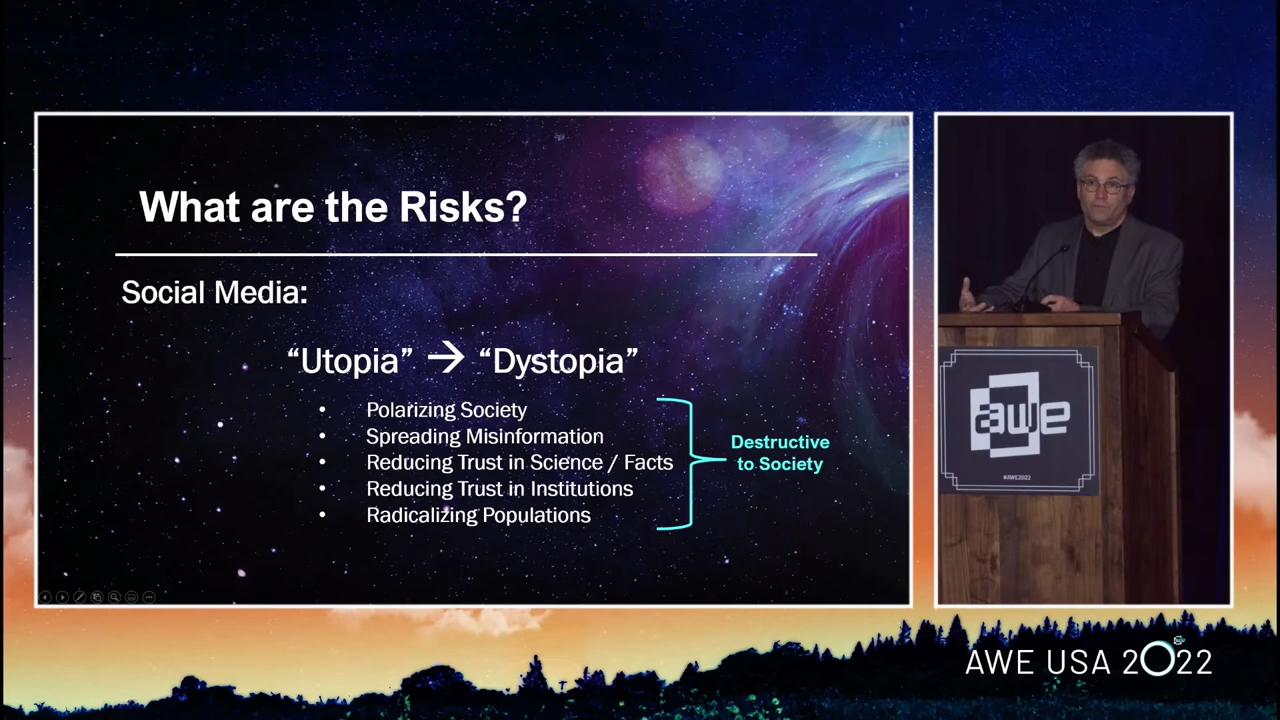 What are the Risks?
Social Media:
“Utopia” → “Dystopia”
• Polarizing Society
• Spreading Misinformation
• Reducing Trust in Science / Facts
• Reducing Trust in Institutions
• Radicalizing Populations
Destructive
to Society
awe
#AWE2022
AWE USA 2022